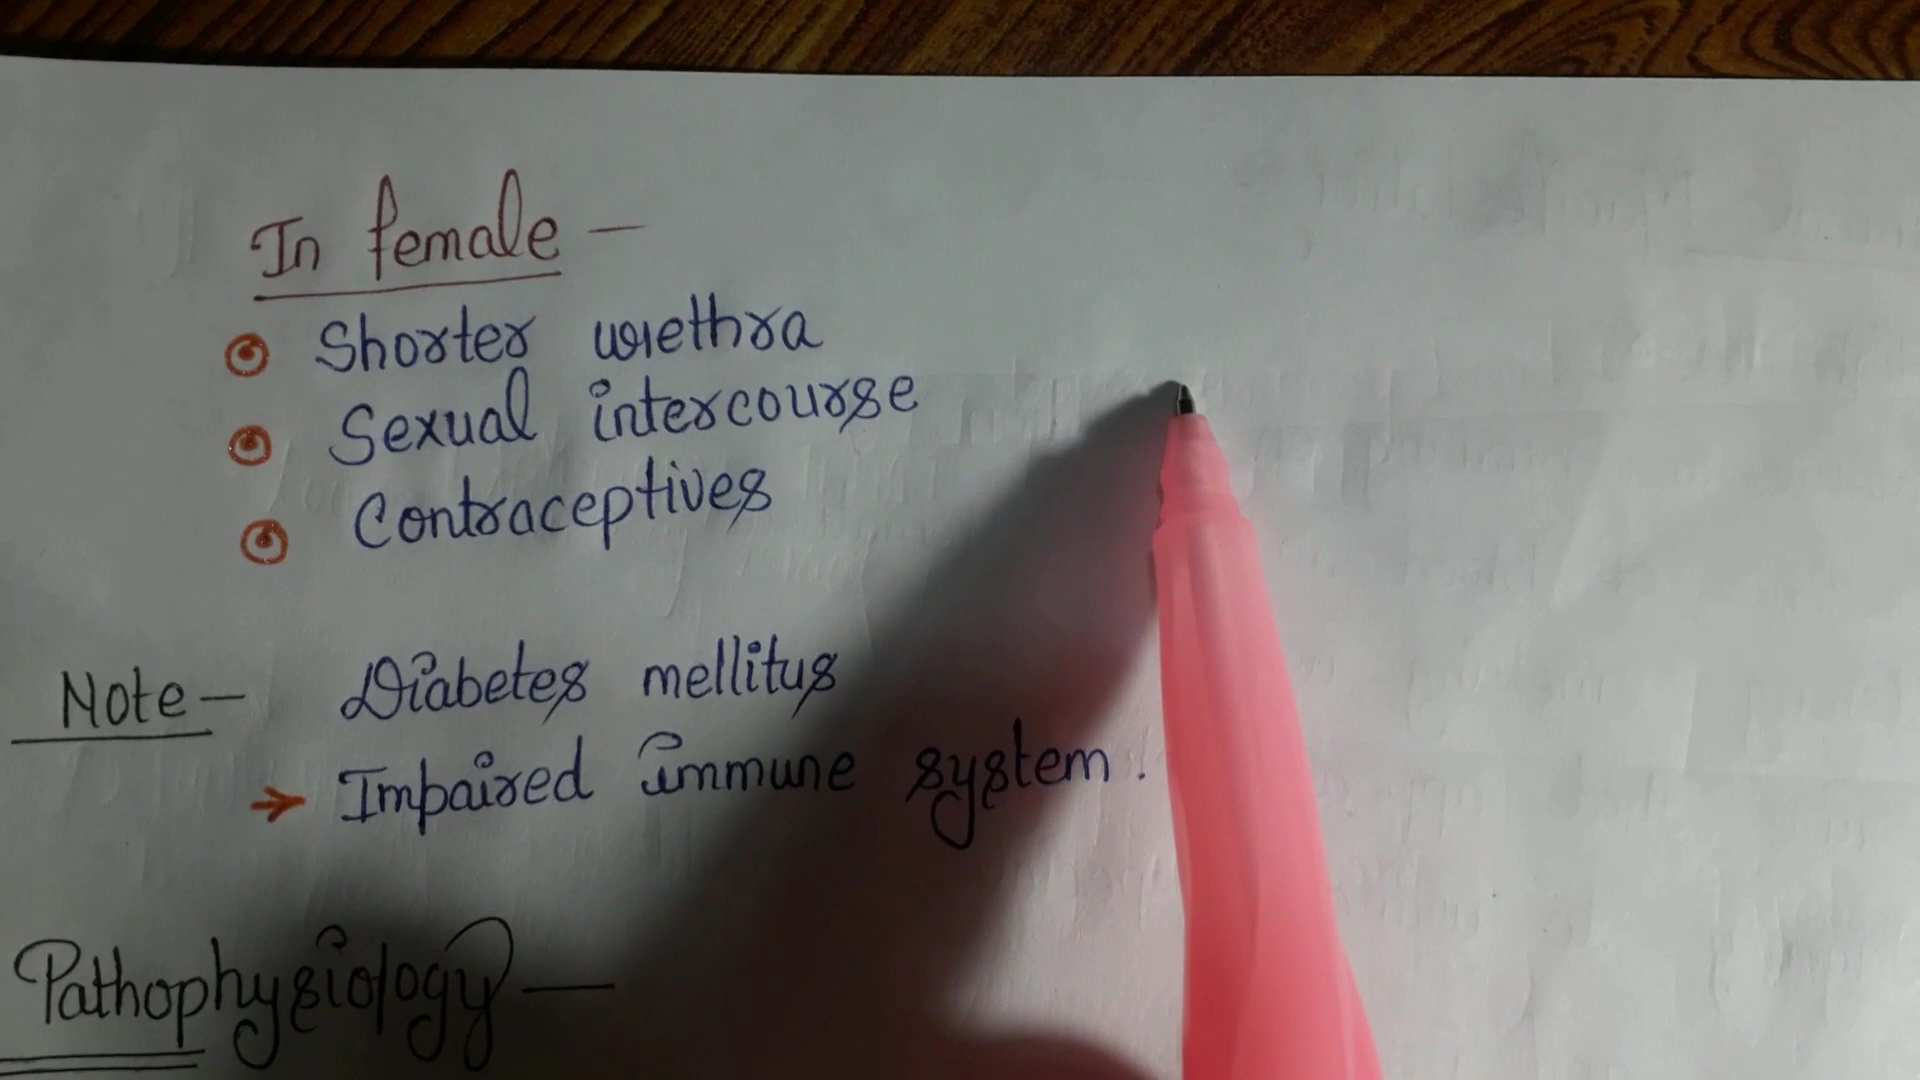 In female –
Shorter urethra
Sexual intercourse
Contraceptives
Note – Diabetes mellitus
→ Impaired immune system.
Pathophysiology –